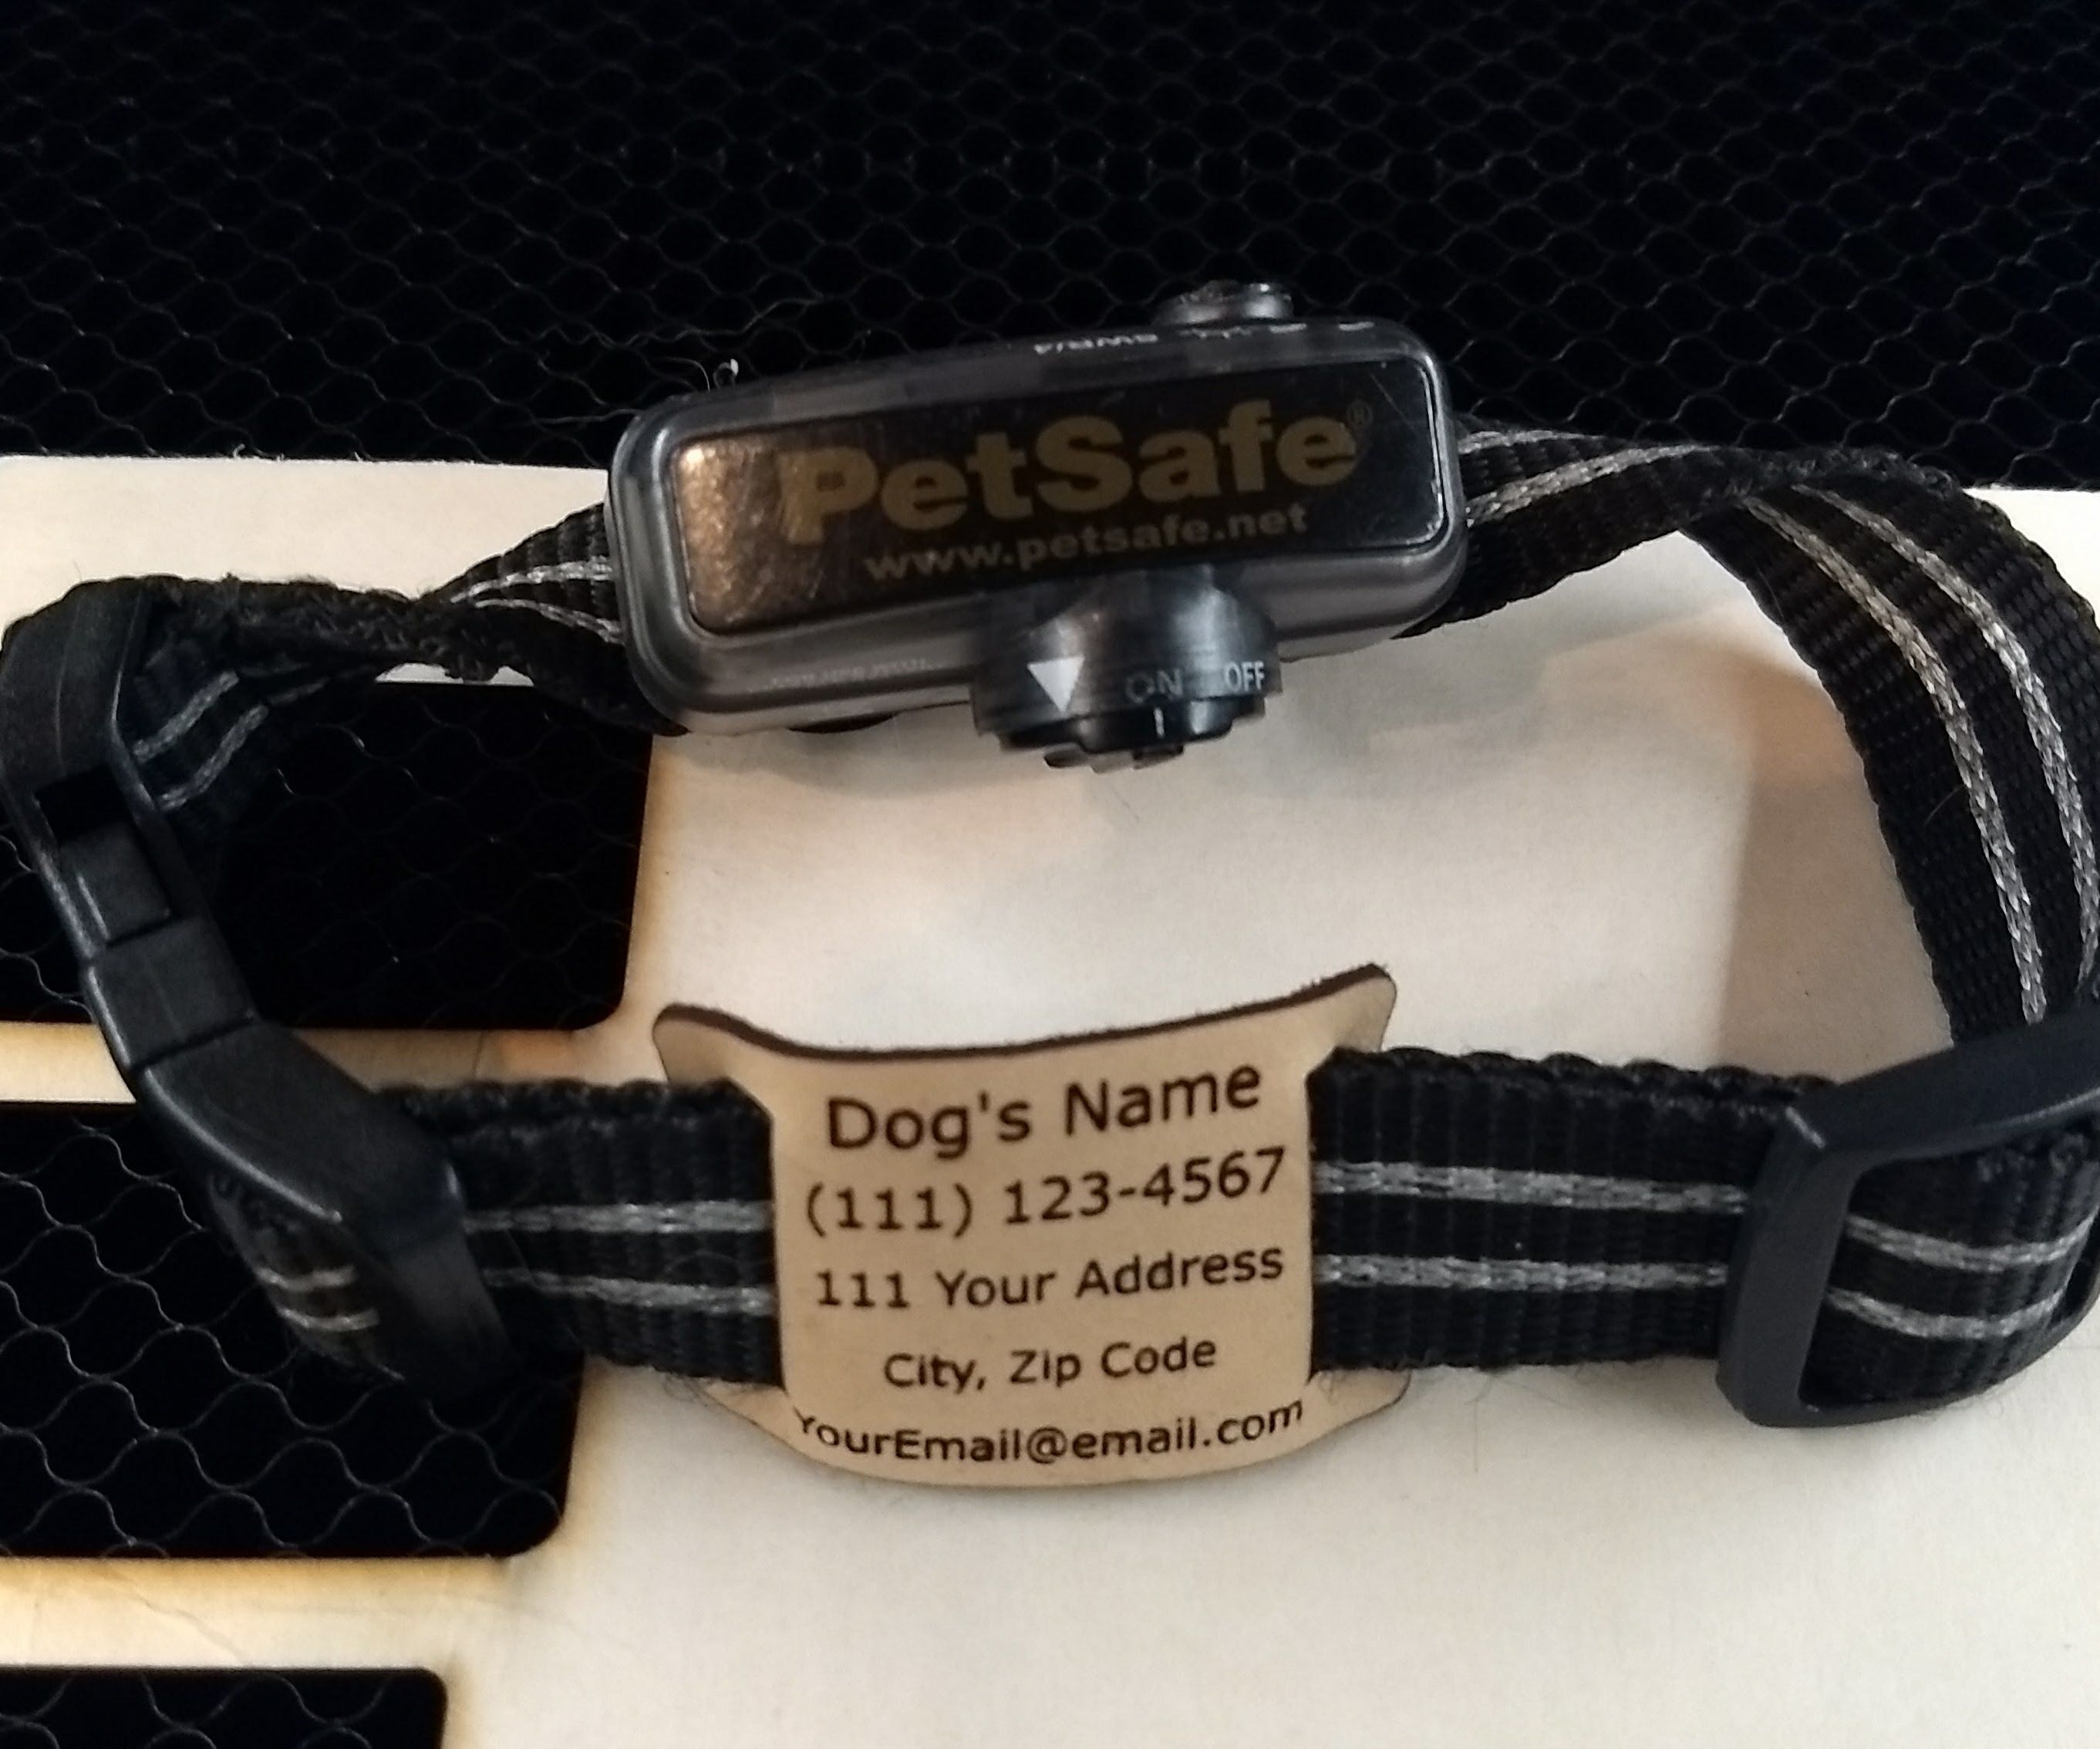 PetSafe®
www.petsafe.net
ON OFF
Dog's Name
(111) 123-4567
111 Your Address
City, Zip Code
YourEmail@email.com